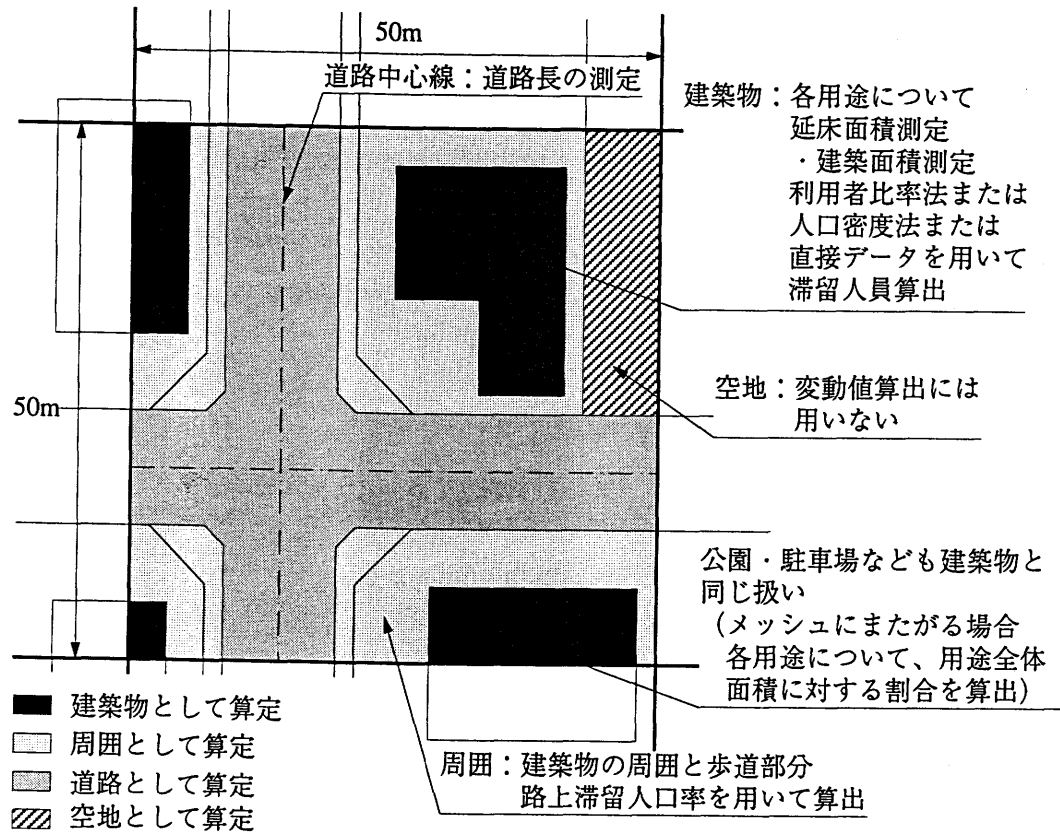 50m
道路中心線：道路長の測定
建築物：各用途について
延床面積測定
・建築面積測定
利用者比率法または
人口密度法または
直接データを用いて
滞留人員算出
50m
空地：変動値算出には
用いない
公園・駐車場なども建築物と
同じ扱い
（メッシュにまたがる場合
各用途について、用途全体
面積に対する割合を算出）
建築物として算定
周囲として算定
道路として算定
空地として算定
周囲：建築物の周囲と歩道部分
路上滞留人口率を用いて算出